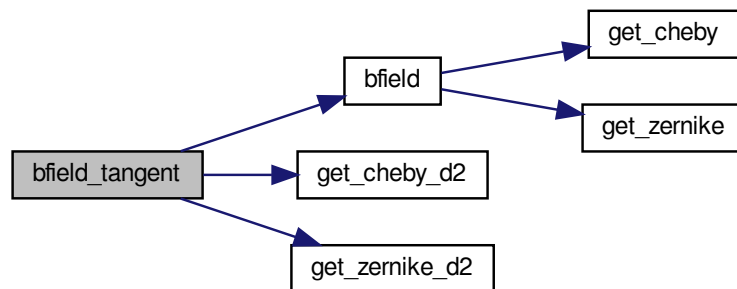 get_cheby
bfield
get_zernike
bfield_tangent
get_cheby_d2
get_zernike_d2